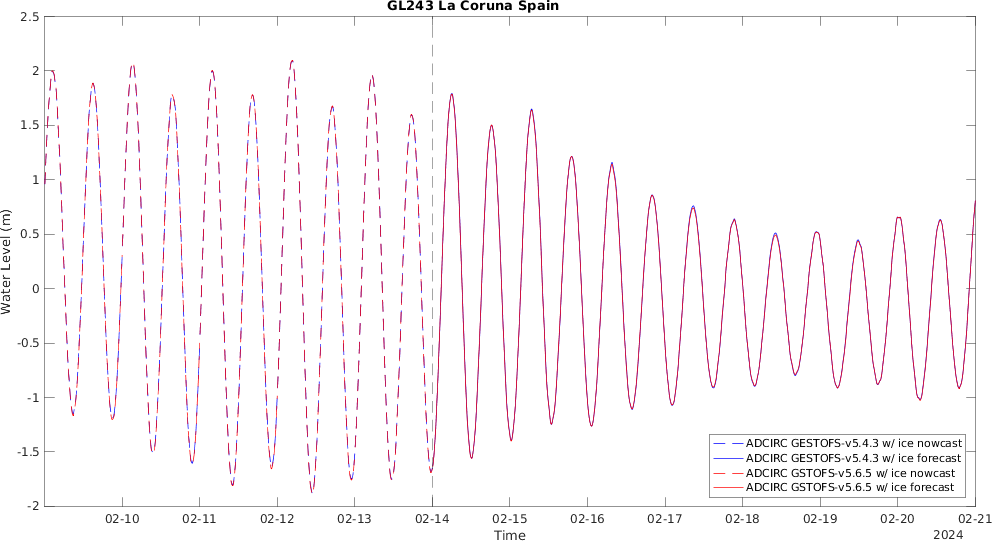 GL243 La Coruna Spain
2.5
2
1.5
1
0.5
0
-0.5
-1
-1.5
-2
Water Level (m)
ADCIRC GESTOFS-v5.4.3 w/ ice nowcast
ADCIRC GESTOFS-v5.4.3 w/ ice forecast
ADCIRC GSTOFS-v5.6.5 w/ ice nowcast
ADCIRC GSTOFS-v5.6.5 w/ ice forecast
02-10 02-11 02-12 02-13 02-14 02-15 02-16 02-17 02-18 02-19 02-20 02-21
Time
2024